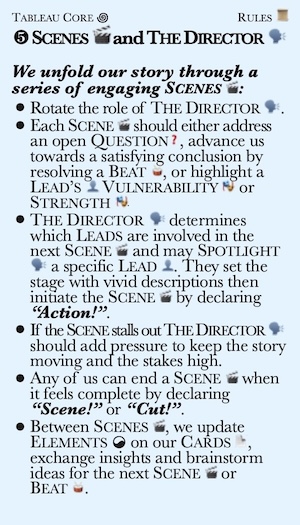 Tableau Core 🌀 Rules 📜
❺ Scenes 🎬 and The Director 🗣️
We unfold our story through a
series of engaging Scenes 🎬:
● Rotate the role of The Director 🗣️.
● Each Scene 🎬 should either address
an open Question❓, advance us
towards a satisfying conclusion by
resolving a Beat 🥁, or highlight a
Lead’s 👤 Vulnerability or
Strength .
● The Director 🗣️ determines
which Leads are involved in the
next Scene 🎬 and may Spotlight
🗣️ a specific Lead 👤. They set the
stage with vivid descriptions then
initiate the Scene 🎬 by declaring
“Action!”.
● If the Scene stalls out The Director 🗣️
should add pressure to keep the story
moving and the stakes high.
● Any of us can end a Scene 🎬 when
it feels complete by declaring
“Scene!” or “Cut!”.
● Between Scenes 🎬, we update
Elements ☯ on our Cards ,
exchange insights and brainstorm
ideas for the next Scene 🎬 or
Beat 🥁.